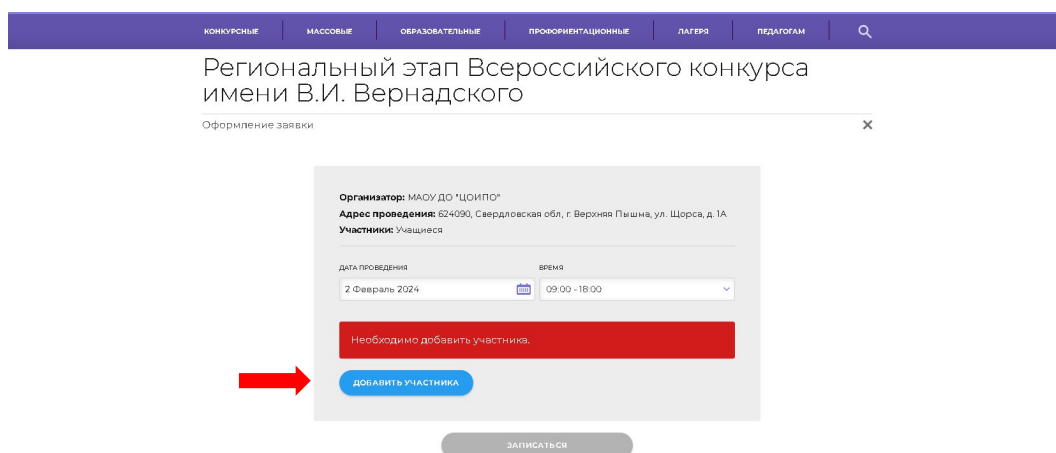 КОНКУРСНЫЕ МАССОВЫЕ ОБРАЗОВАТЕЛЬНЫЕ ПРОФОРИЕНТАЦИОННЫЕ ЛАГЕРЯ ПЕДАГОГАМ
Региональный этап Всероссийского конкурса
имени В.И. Вернадского
Оформление заявки
Организатор: МАОУ ДО "ЦОИПО"
Адрес проведения: 624090, Свердловская обл, г. Верхняя Пышма, ул. Щорса, д. 1А
Участники: Учащиеся
ДАТА ПРОВЕДЕНИЯ ВРЕМЯ
2 Февраль 2024 09:00 - 18:00
Необходимо добавить участника.
ДОБАВИТЬ УЧАСТНИКА
ЗАПИСАТЬСЯ